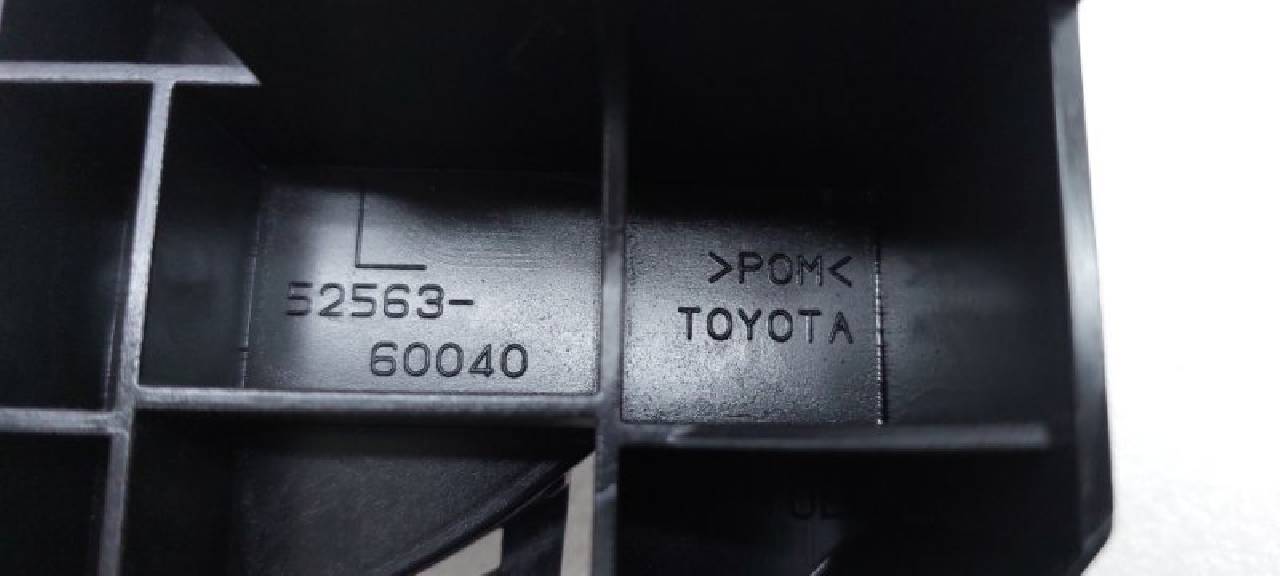 L
52563-
60040
>POM<
TOYOTA